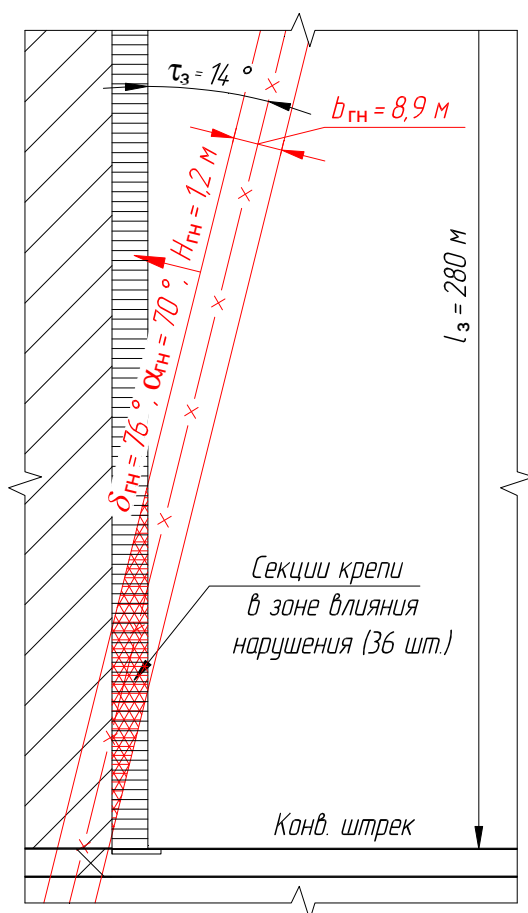 τз = 14 °
bгн = 8,9 м
δгн = 76 °, αгн = 70 °, Hгн = 1,2 м
lз = 280 м
Секции крепи
в зоне влияния
нарушения (36 шт.)
Конв. штрек